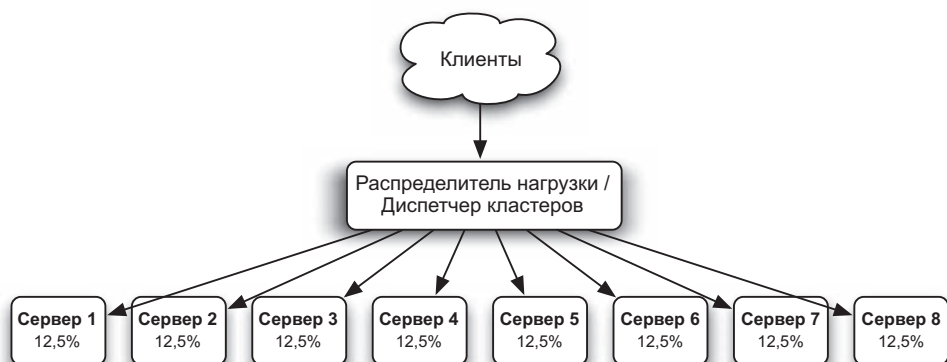 Клиенты
Распределитель нагрузки /
Диспетчер кластеров
Сервер 1
12,5%
Сервер 2
12,5%
Сервер 3
12,5%
Сервер 4
12,5%
Сервер 5
12,5%
Сервер 6
12,5%
Сервер 7
12,5%
Сервер 8
12,5%